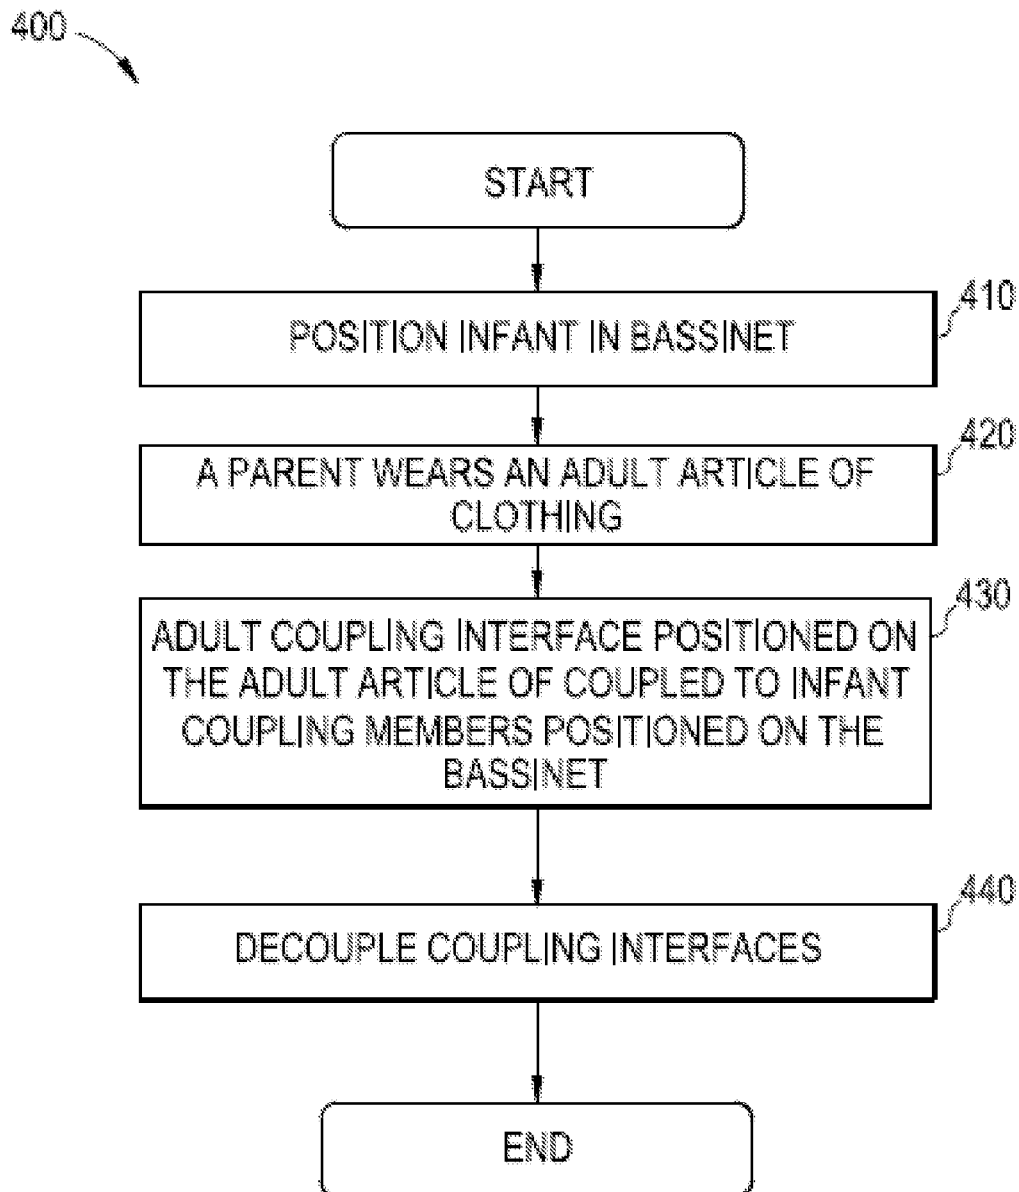 400
START
410
POSITION INFANT IN BASSINET
420
A PARENT WEARS AN ADULT ARTICLE OF
CLOTHING
430
ADULT COUPLING INTERFACE POSITIONED ON
THE ADULT ARTICLE OF COUPLED TO INFANT
COUPLING MEMBERS POSITIONED ON THE
BASSINET
440
DECOUPLE COUPLING INTERFACES
END